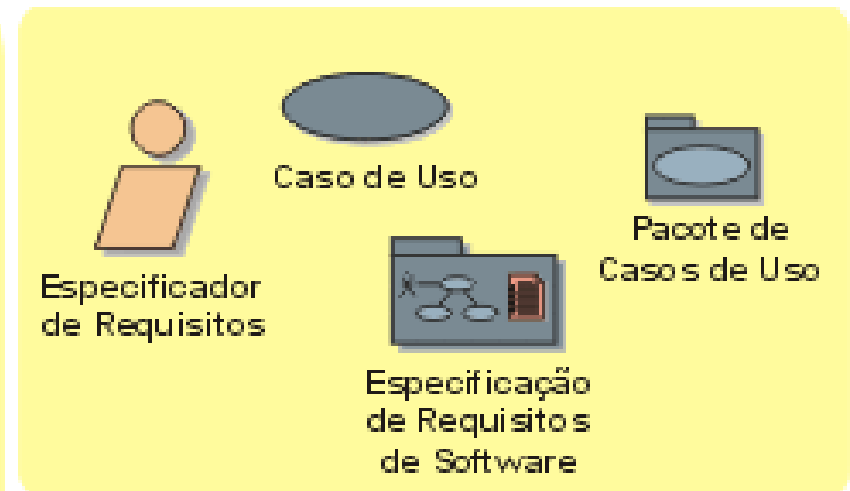 Caso de Uso
Especificador
de Requisitos
Pacote de
Casos de Uso
Especificação
de Requisitos
de Software